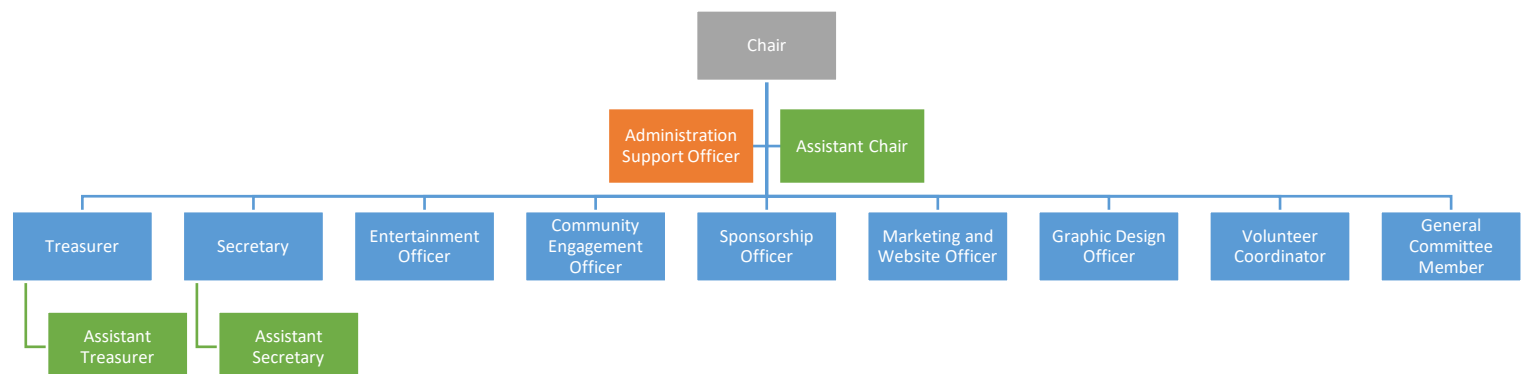 Chair
Administration
Support Officer
Assistant Chair
Treasurer
Secretary
Entertainment
Officer
Community
Engagement
Officer
Sponsorship
Officer
Marketing and
Website Officer
Graphic Design
Officer
Volunteer
Coordinator
General
Committee
Member
Assistant
Treasurer
Assistant
Secretary